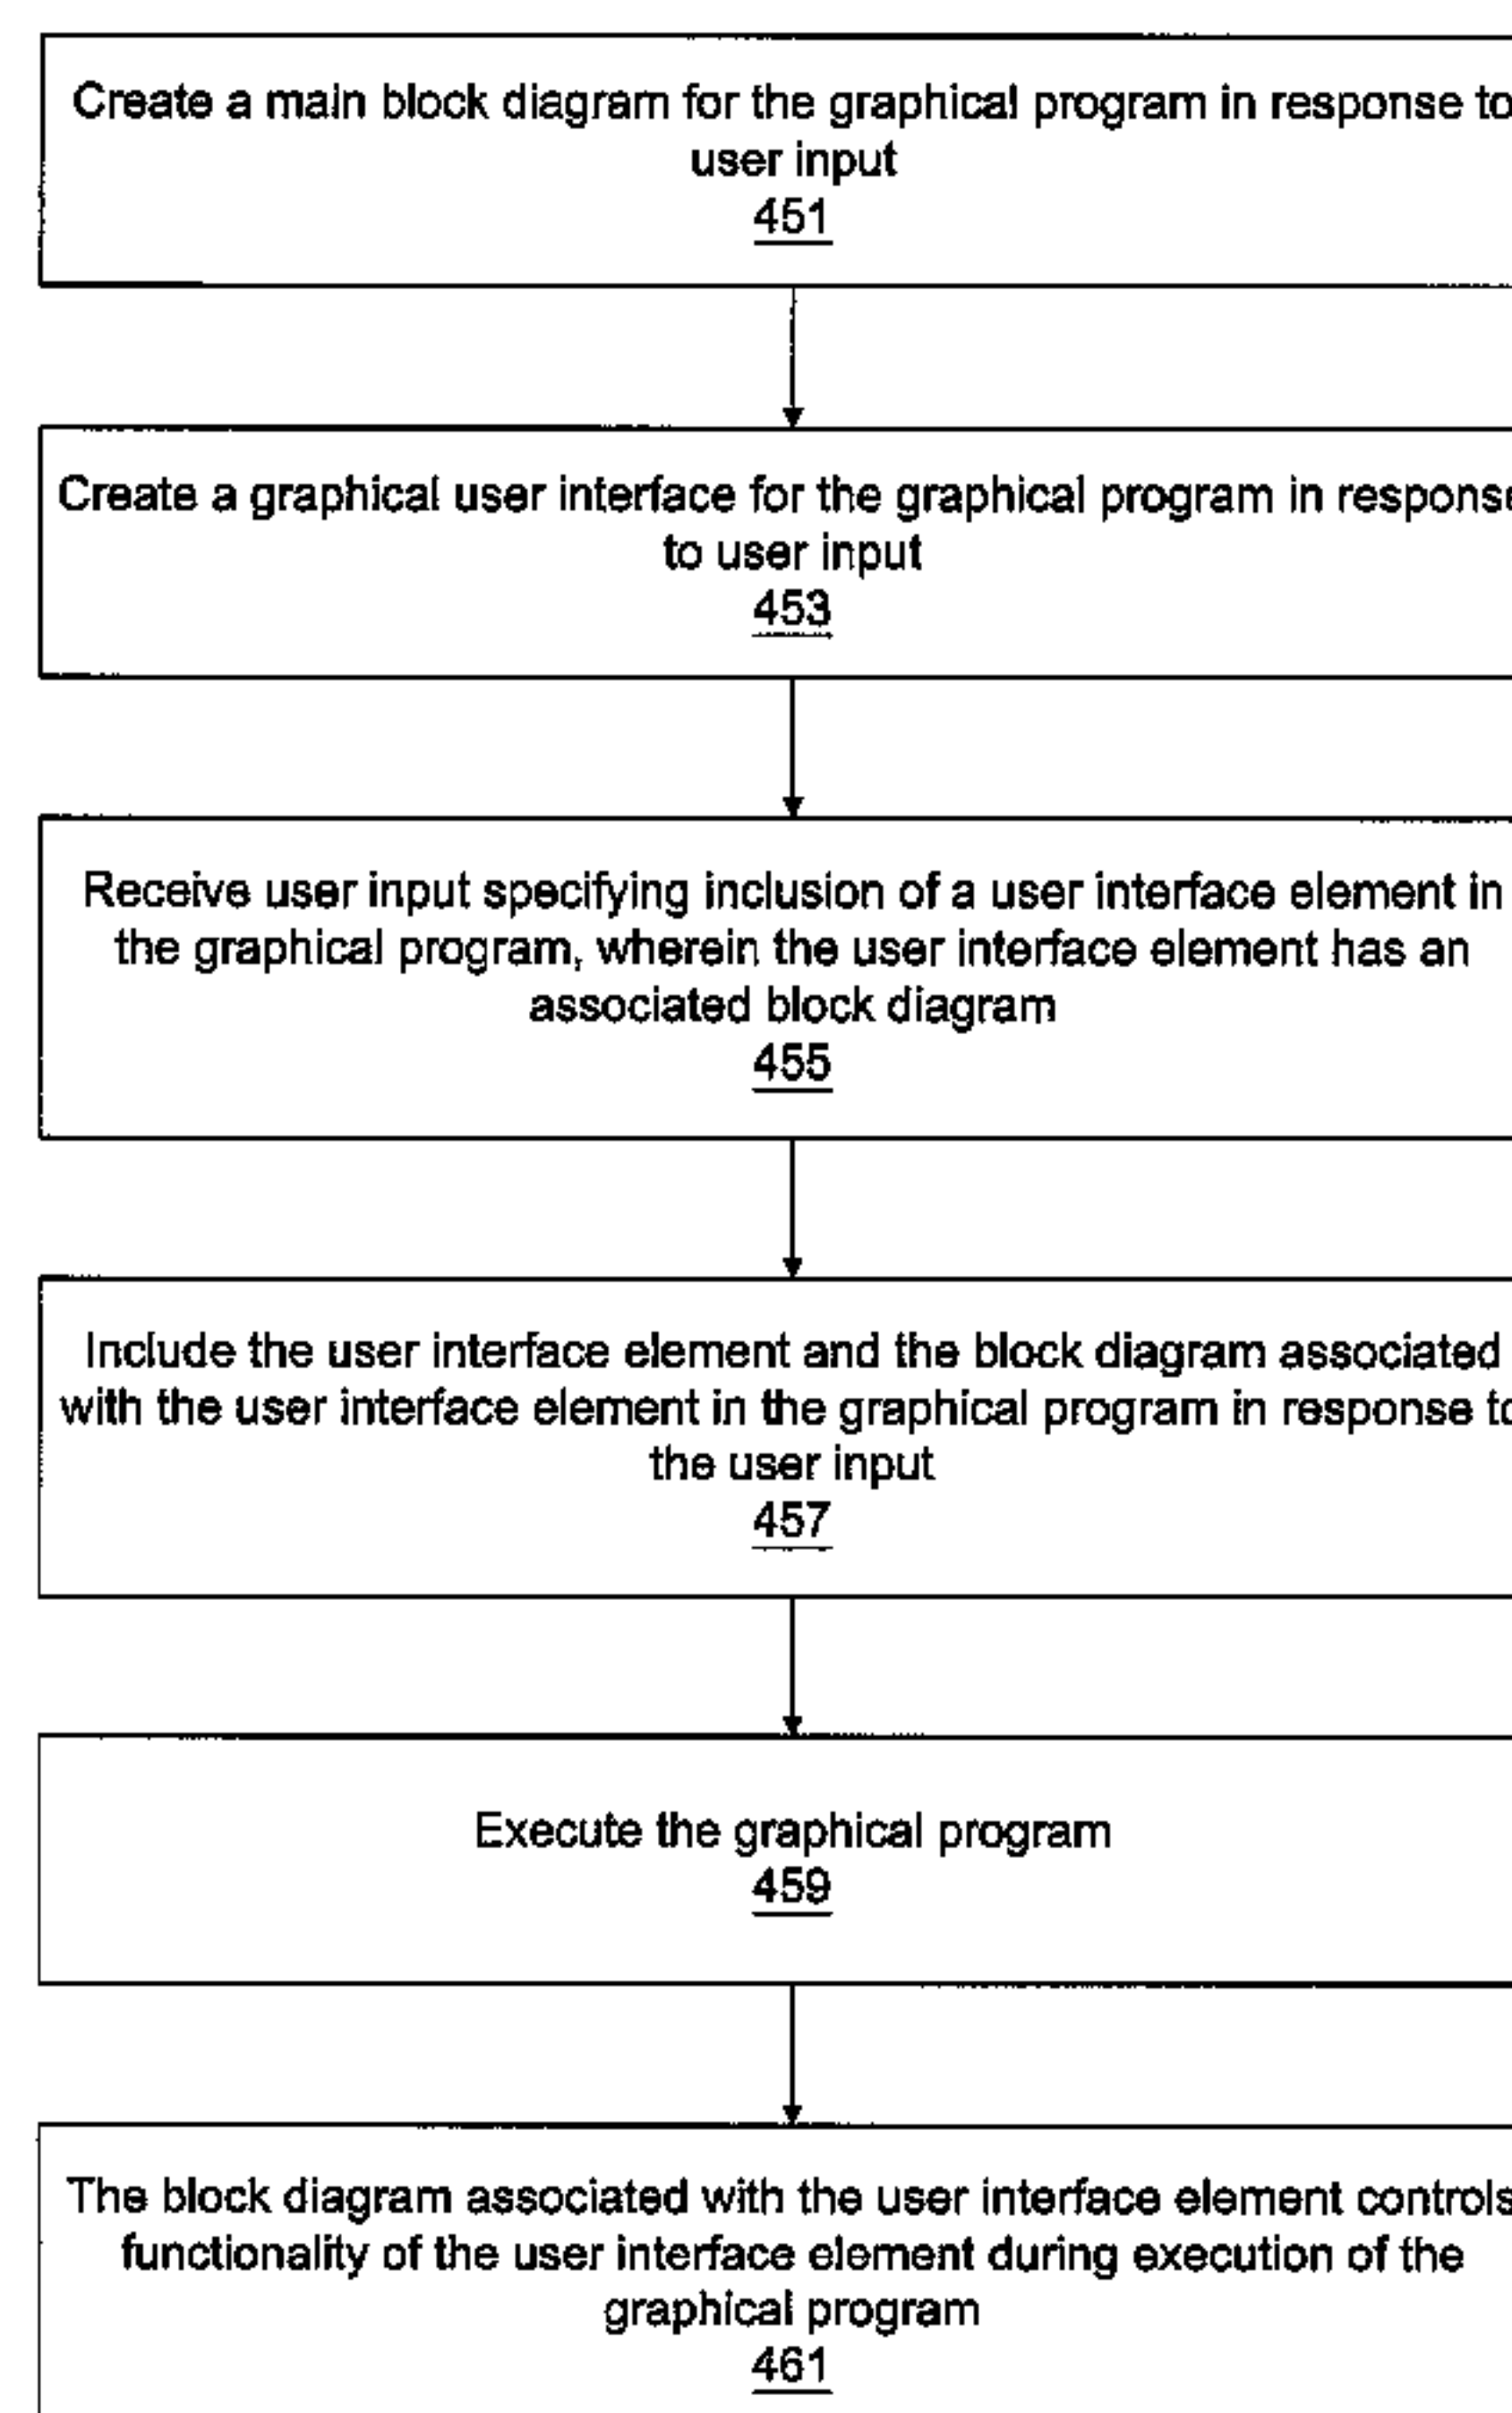 Create a main block diagram for the graphical program in response to
user input
451
Create a graphical user interface for the graphical program in response
to user input
453
Receive user input specifying inclusion of a user interface element in
the graphical program, wherein the user interface element has an
associated block diagram
455
Include the user interface element and the block diagram associated
with the user interface element in the graphical program in response to
the user input
457
Execute the graphical program
459
The block diagram associated with the user interface element controls
functionality of the user interface element during execution of the
graphical program
461